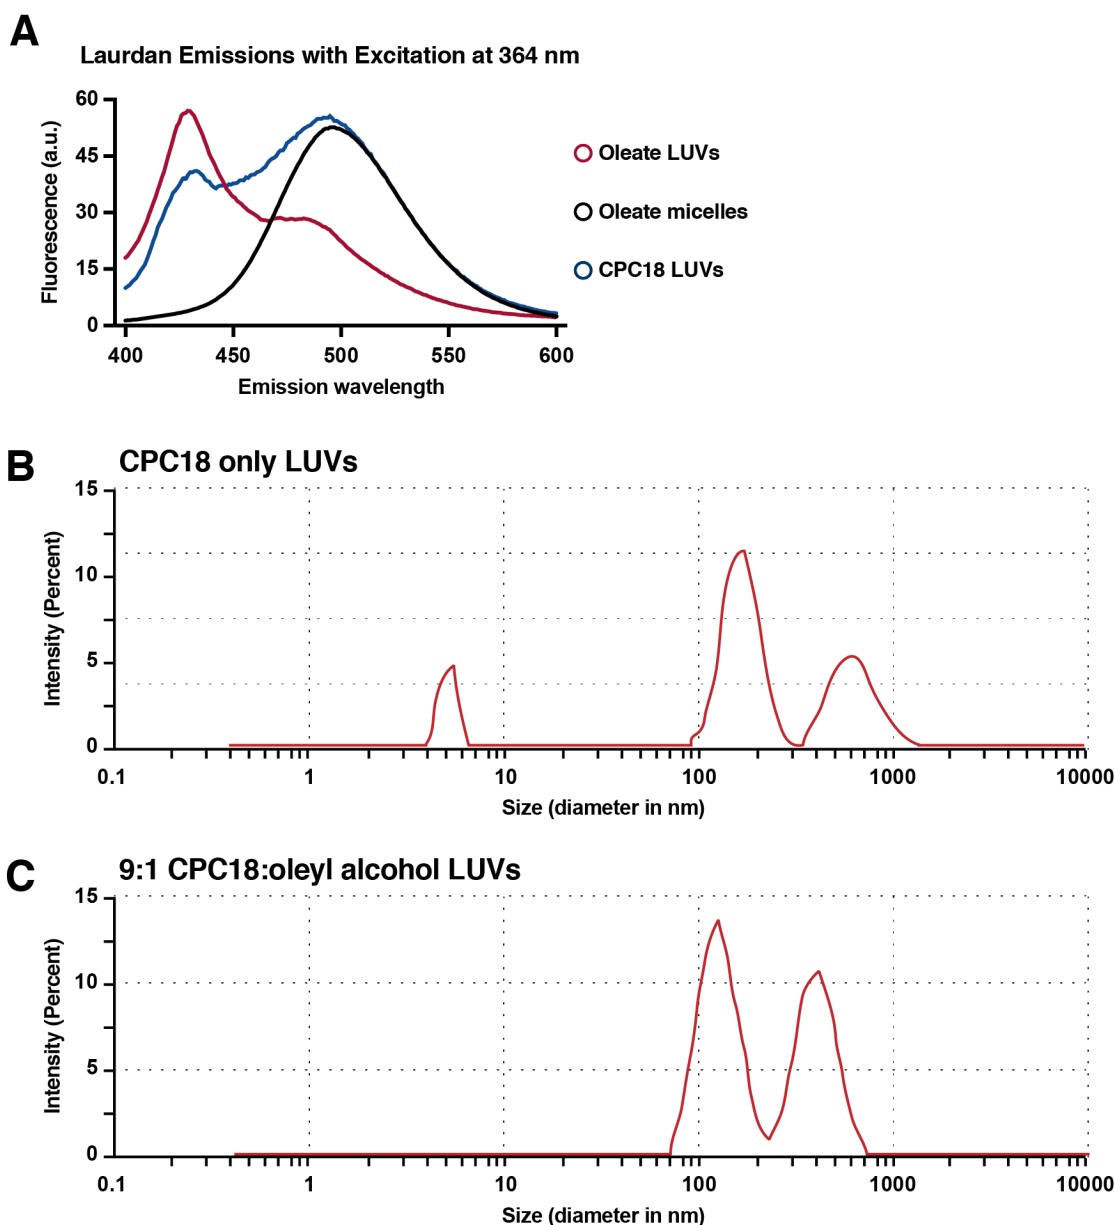 A
Laurdan Emissions with Excitation at 364 nm
60
45
30
15
0
Fluorescence (a.u.)
400 450 500 550 600
Emission wavelength
Oleate LUVs
Oleate micelles
CPC18 LUVs
B
CPC18 only LUVs
15
10
5
0
Intensity (Percent)
0.1 1 10 100 1000 10000
Size (diameter in nm)
C
9:1 CPC18:oleyl alcohol LUVs
15
10
5
0
Intensity (Percent)
0.1 1 10 100 1000 10000
Size (diameter in nm)